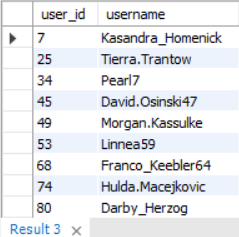 user_id username
7 Kasandra_Homenick
25 Tierra.Trantow
34 Pearl7
45 David.Osinski47
49 Morgan.Kassulke
53 Linnea59
68 Franco_Keebler64
74 Hulda.Macejkovic
80 Darby_Herzog
Result 3 ×